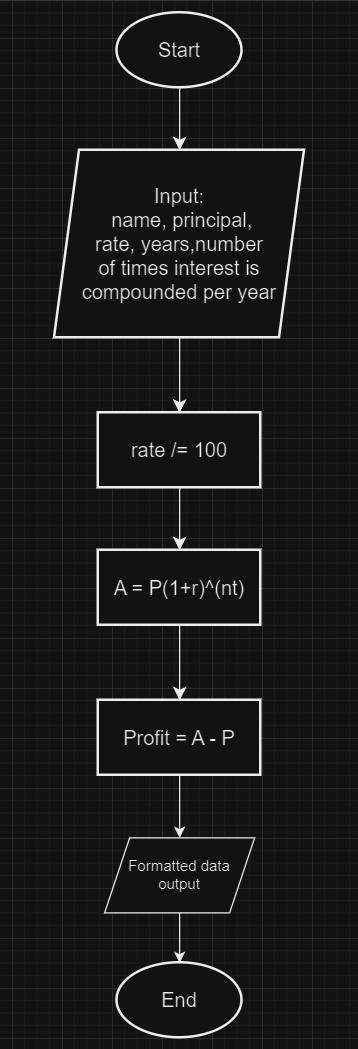 Start
Input:
name, principal,
rate, years,number
of times interest is
compounded per year
rate /= 100
A = P(1+r)^(nt)
Profit = A - P
Formatted data
output
End